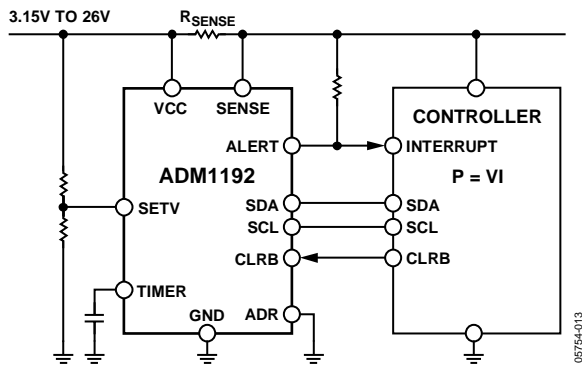 3.15V TO 26V
RSENSE
VCC
SENSE
CONTROLLER
ALERT
INTERRUPT
ADM1192
P = VI
SETV
SDA
SDA
SCL
SCL
CLRB
CLRB
TIMER
GND
ADR
05754-013